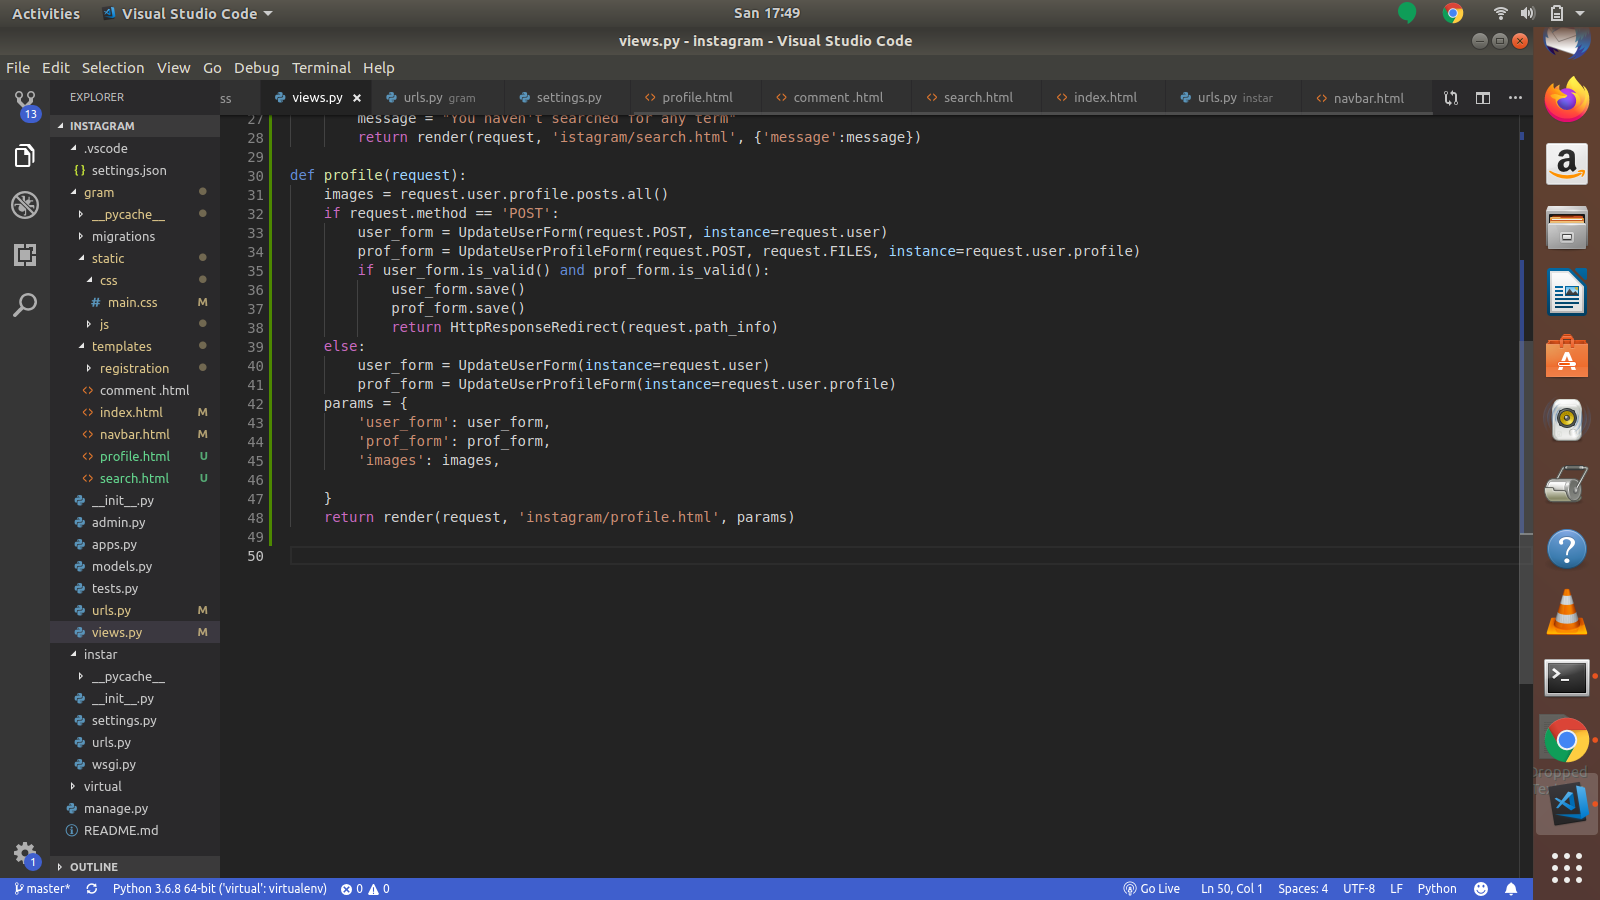 Activities Visual Studio Code San 17:49
views.py - instagram - Visual Studio Code
File Edit Selection View Go Debug Terminal Help
EXPLORER
ss views.py × urls.py gram settings.py profile.html comment .html search.html index.html urls.py instar navbar.html ···
13
INSTAGRAM
.vscode
settings.json
gram
__pycache__
migrations
static
css
main.css M
js
templates
registration
comment .html
index.html M
navbar.html M
profile.html U
search.html U
__init__.py
admin.py
apps.py
models.py
tests.py
urls.py M
views.py M
instar
__pycache__
__init__.py
settings.py
urls.py
wsgi.py
virtual
manage.py
README.md
OUTLINE
1
27 message = "You haven't searched for any term"
28 return render(request, 'istagram/search.html', {'message':message})
29
30 def profile(request):
31 images = request.user.profile.posts.all()
32 if request.method == 'POST':
33 user_form = UpdateUserForm(request.POST, instance=request.user)
34 prof_form = UpdateUserProfileForm(request.POST, request.FILES, instance=request.user.profile)
35 if user_form.is_valid() and prof_form.is_valid():
36 user_form.save()
37 prof_form.save()
38 return HttpResponseRedirect(request.path_info)
39 else:
40 user_form = UpdateUserForm(instance=request.user)
41 prof_form = UpdateUserProfileForm(instance=request.user.profile)
42 params = {
43 'user_form': user_form,
44 'prof_form': prof_form,
45 'images': images,
46
47 }
48 return render(request, 'instagram/profile.html', params)
49
50
Dropped
master* Python 3.6.8 64-bit ('virtual': virtualenv) 0 0 Go Live Ln 50, Col 1 Spaces: 4 UTF-8 LF Python